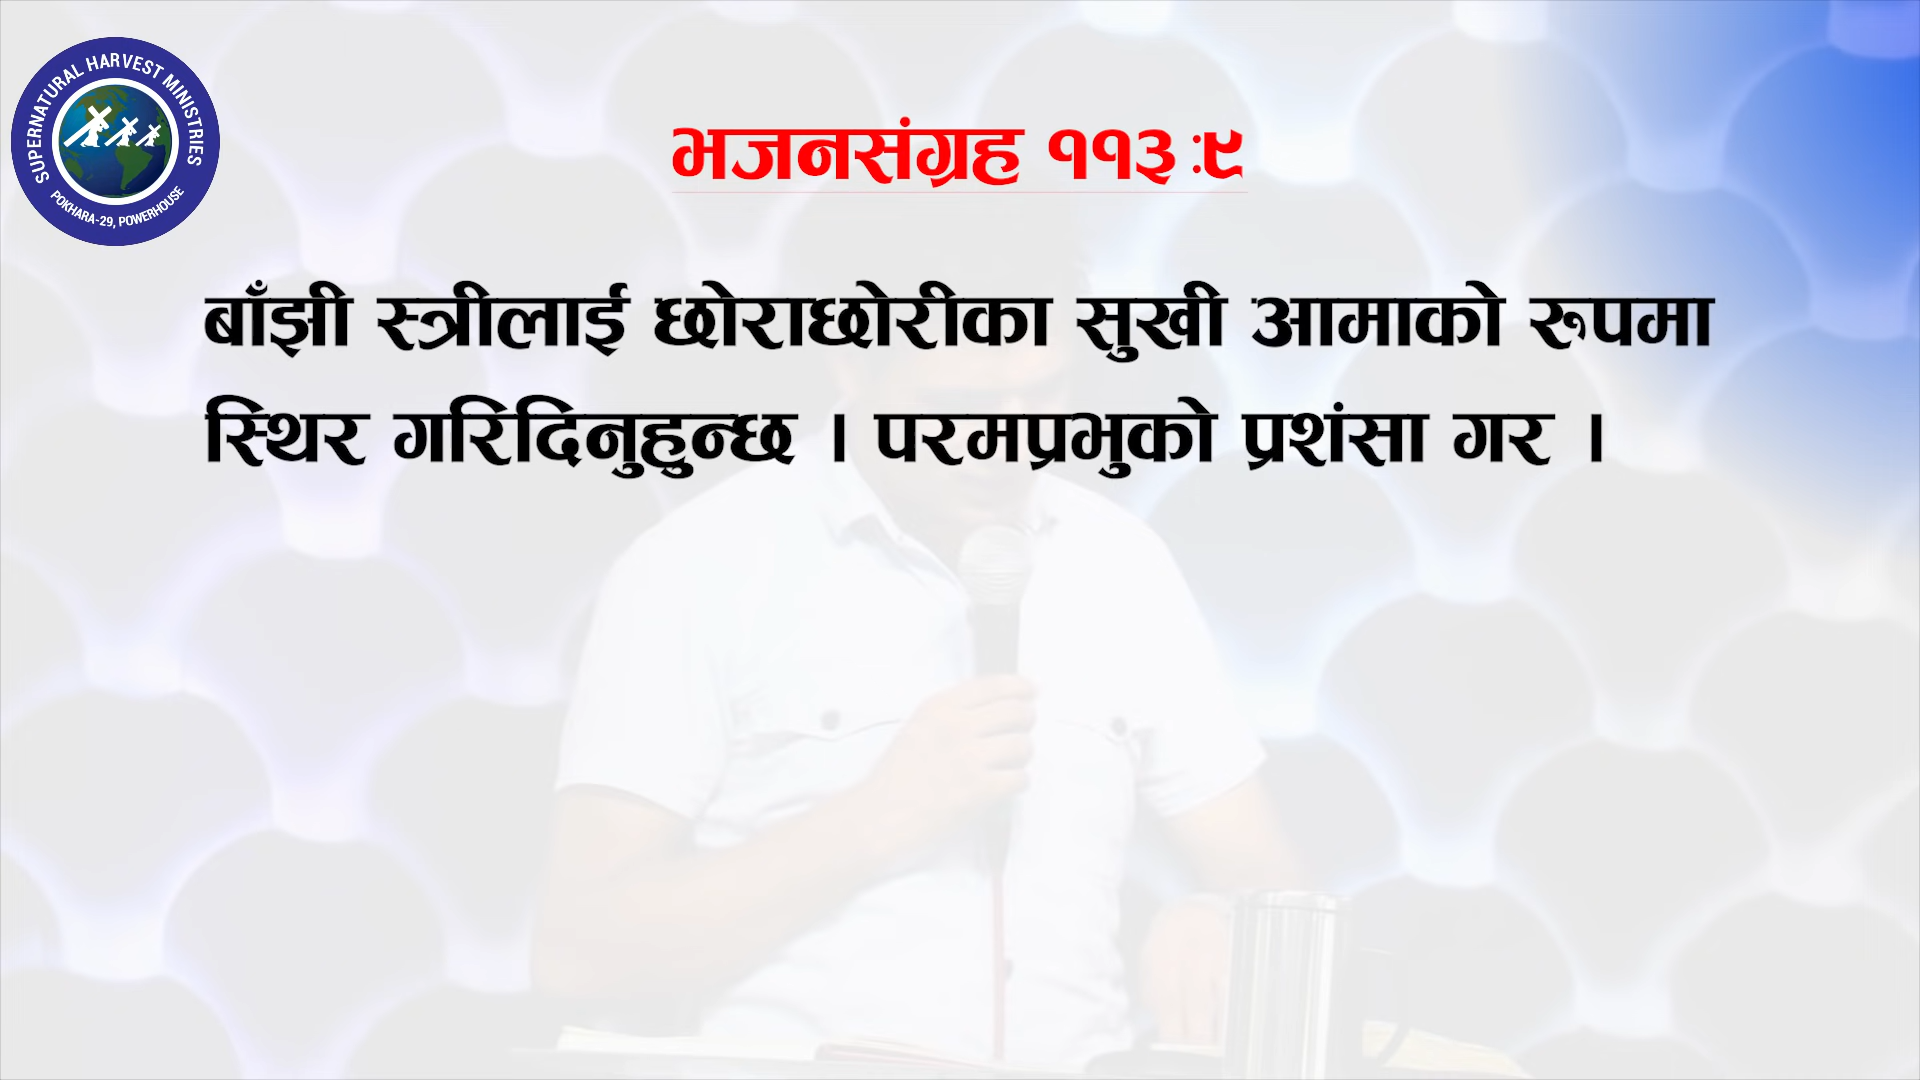 SUPERNATURAL HARVEST MINISTRIES
POKHARA-29, POWERHOUSE
भजनसंग्रह ११३:९
बाँझी स्त्रीलाई छोराछोरीका सुखी आमाको रुपमा
स्थिर गरिदिनुहुन्छ । परमप्रभुको प्रशंसा गर ।